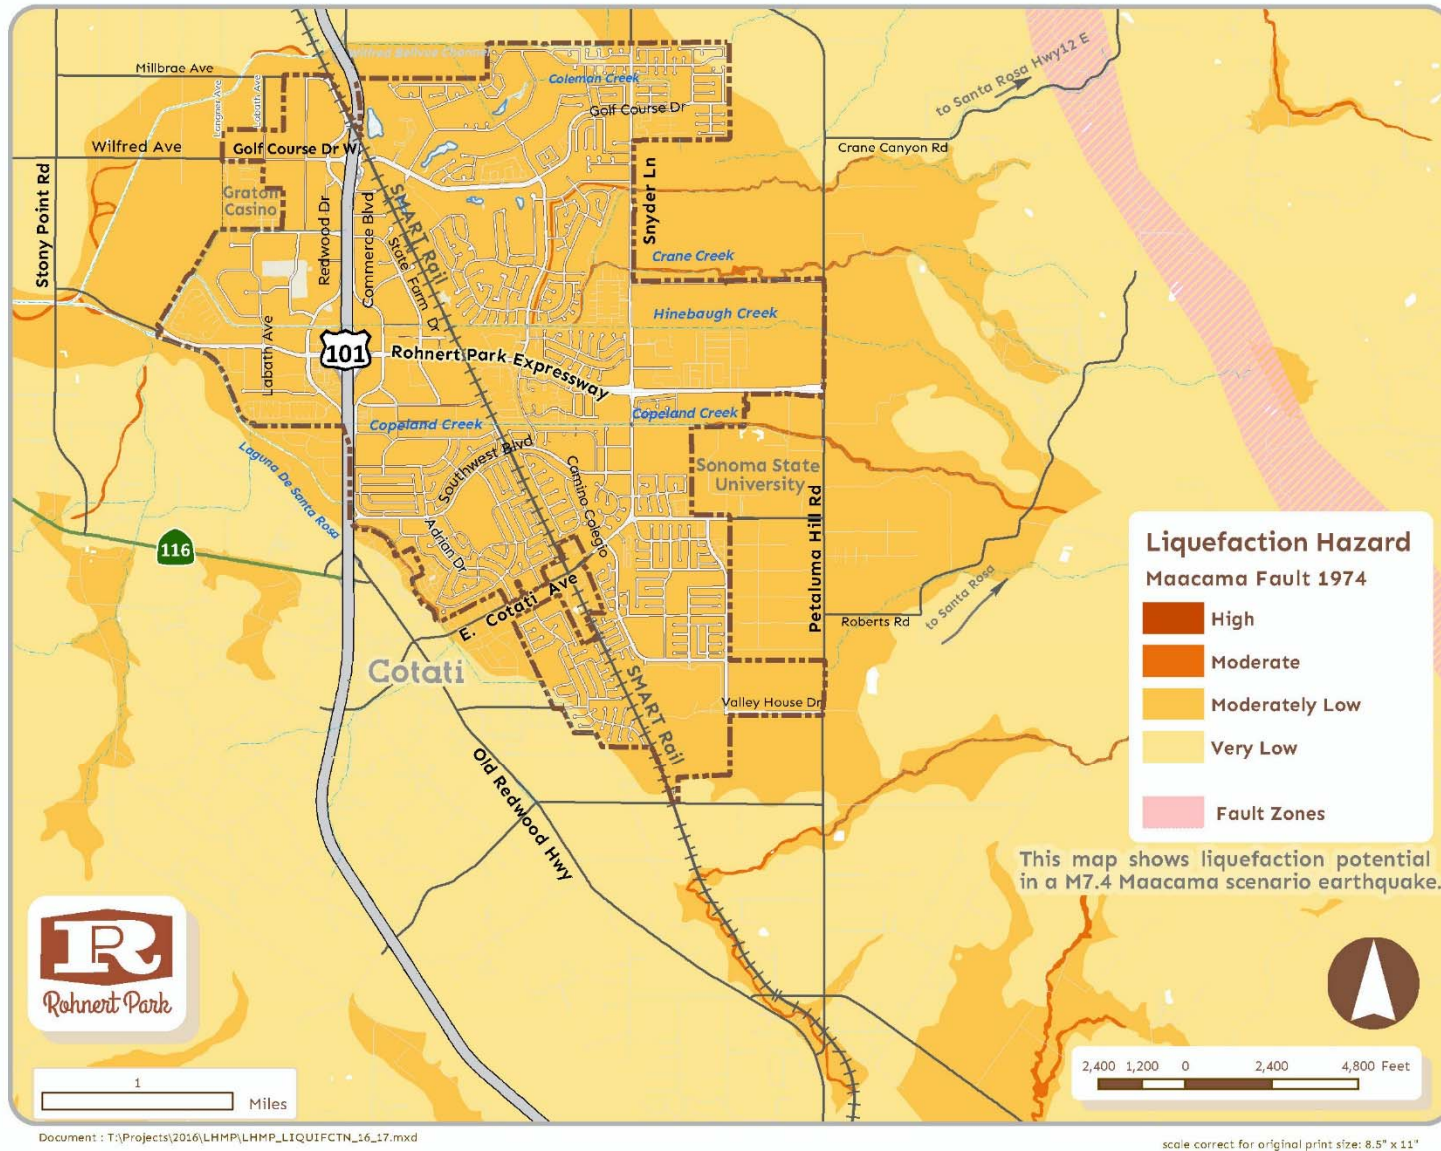 Wilfred Bellvue Channel
Millbrae Ave
Langner Ave
Labath Ave
Coleman Creek
Golf Course Dr
to Santa Rosa Hwy12 E
Wilfred Ave
Golf Course Dr W
Crane Canyon Rd
Stony Point Rd
Graton
Casino
Redwood Dr
Commerce Blvd
SMART Rail
State Farm Dr
Snyder Ln
Crane Creek
Hinebaugh Creek
Labath Ave
101
Rohnert Park Expressway
Copeland Creek
Copeland Creek
Laguna De Santa Rosa
Southwest Blvd
Camino Colegio
Sonoma State
University
Petaluma Hill Rd
116
Adrian Dr
E. Cotati Ave
Roberts Rd
to Santa Rosa
Cotati
SMART Rail
Valley House Dr
Old Redwood Hwy
Liquefaction Hazard
Maacama Fault 1974
High
Moderate
Moderately Low
Very Low
Fault Zones
This map shows liquefaction potential
in a M7.4 Maacama scenario earthquake.
R
Rohnert Park
1
Miles
2,400 1,200 0 2,400 4,800 Feet
Document : T:\Projects\2016\LHMP\LHMP_LIQUIFCTN_16_17.mxd
scale correct for original print size: 8.5" x 11"